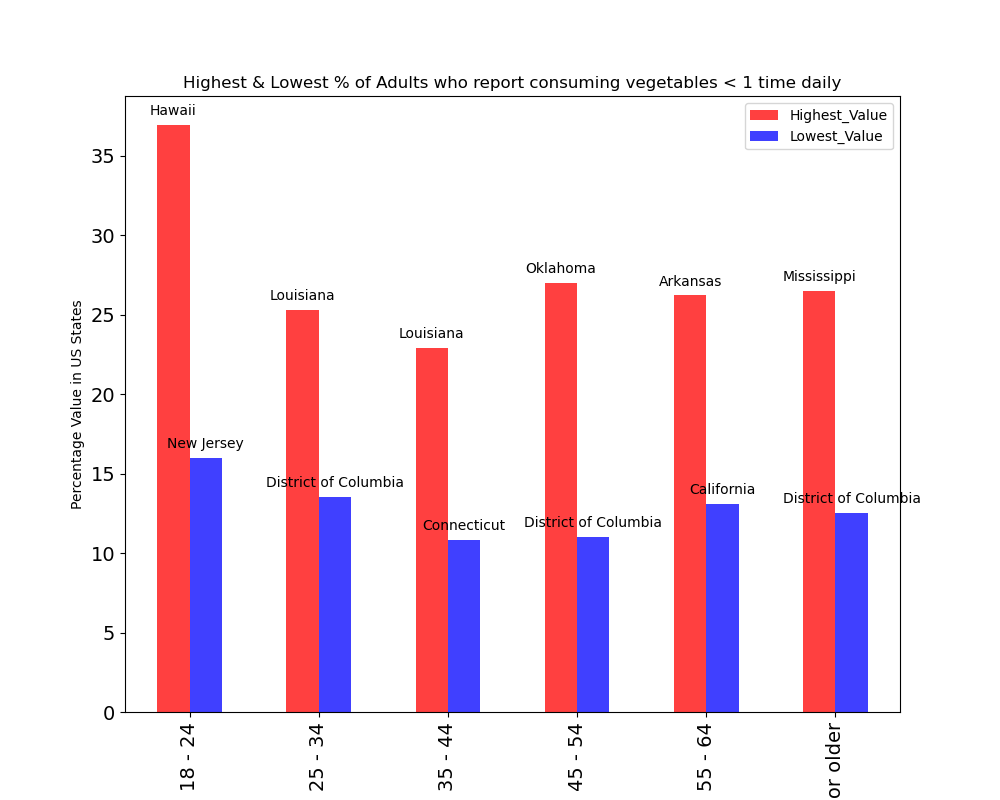 Highest & Lowest % of Adults who report consuming vegetables < 1 time daily
Highest_Value
Lowest_Value
Percentage Value in US States
35
30
25
20
15
10
5
0
Hawaii
New Jersey
Louisiana
District of Columbia
Louisiana
Connecticut
Oklahoma
District of Columbia
Arkansas
California
Mississippi
District of Columbia
18 - 24
25 - 34
35 - 44
45 - 54
55 - 64
or older